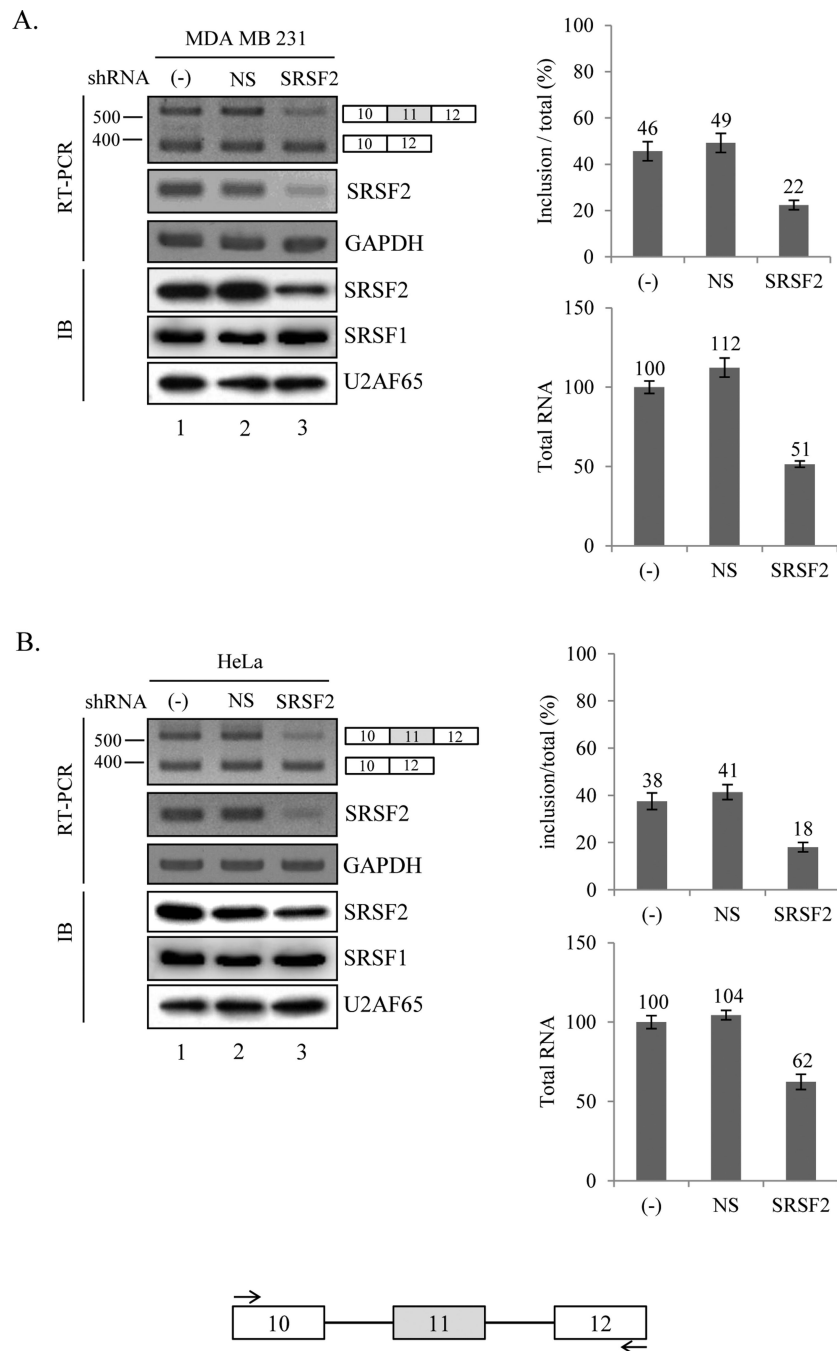 A.
MDA MB 231
shRNA (-) NS SRSF2
RT-PCR
500
10 11 12
400
10 12
SRSF2
GAPDH
IB
SRSF2
SRSF1
U2AF65
1 2 3
Inclusion / total (%)
100
80
60
40
20
0
46
49
22
(-) NS SRSF2
Total RNA
150
100
50
0
100
112
51
(-) NS SRSF2
B.
HeLa
shRNA (-) NS SRSF2
RT-PCR
500
10 11 12
400
10 12
SRSF2
GAPDH
IB
SRSF2
SRSF1
U2AF65
1 2 3
inclusion/total (%)
100
80
60
40
20
0
38
41
18
(-) NS SRSF2
Total RNA
150
100
50
0
100
104
62
(-) NS SRSF2
10 11 12